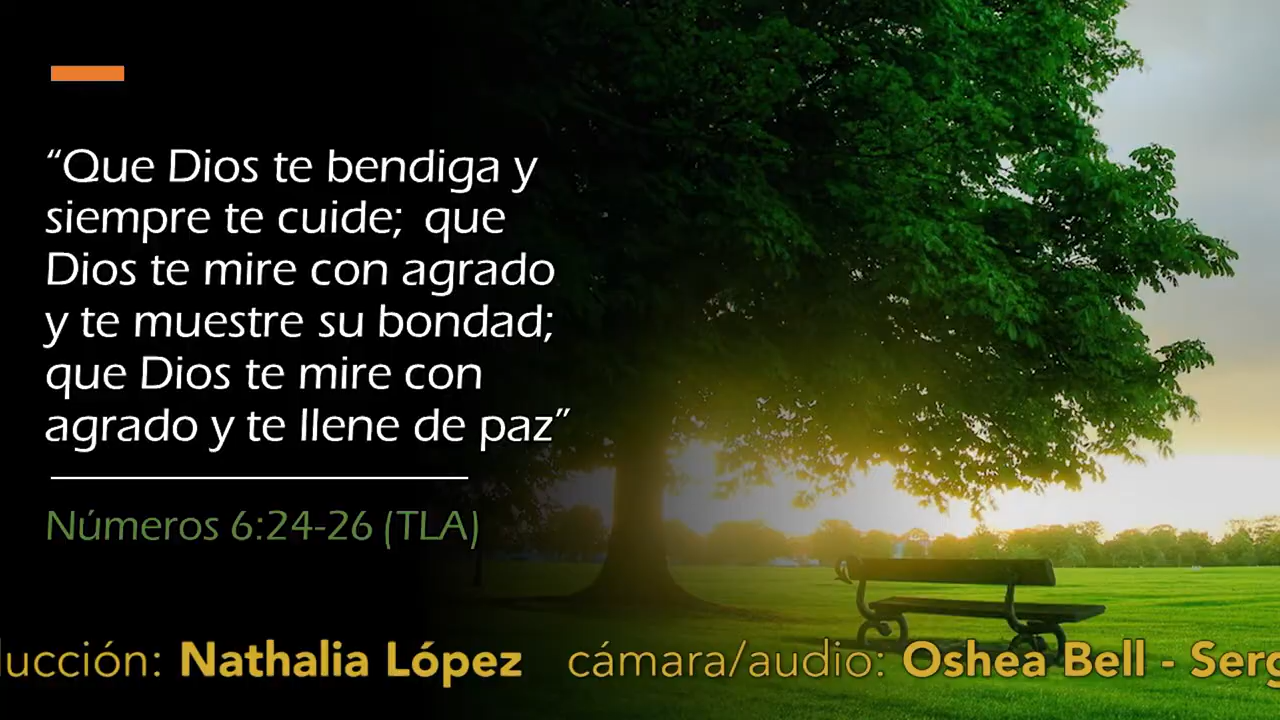 “Que Dios te bendiga y
siempre te cuide; que
Dios te mire con agrado
y te muestre su bondad;
que Dios te mire con
agrado y te llene de paz”
Números 6:24-26 (TLA)
Nathalia López cámara/audio: Oshea Bell -